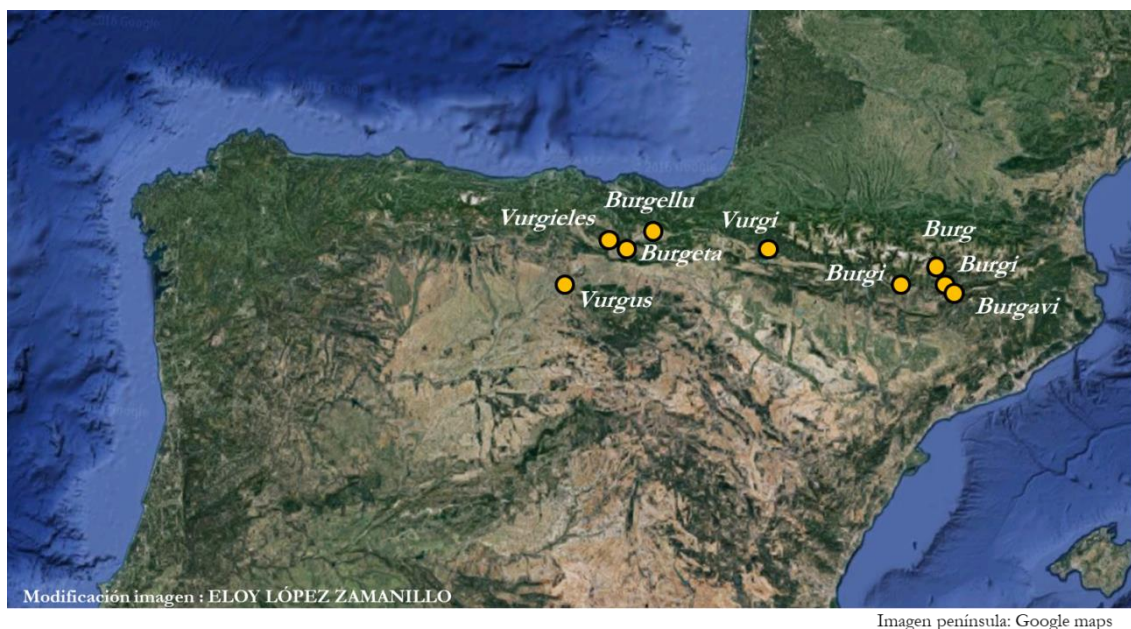 Burgellu
Vurgieles
Vurgi
Burgeta
Burg
Burgi
Burgi
Vurgus
Burgavi
Modificación imagen : ELOY LÓPEZ ZAMANILLO
Imagen península: Google maps